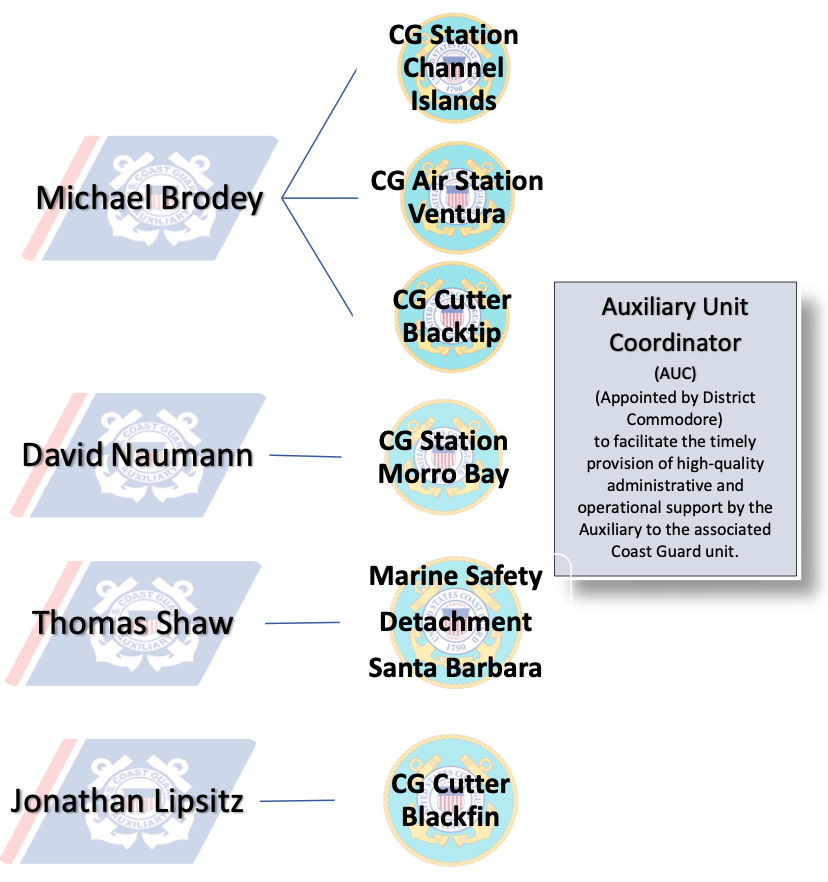 CG Station
Channel
Islands
Michael Brodey
CG Air Station
Ventura
CG Cutter
Blacktip
Auxiliary Unit
Coordinator
(AUC)
(Appointed by District
Commodore)
to facilitate the timely
provision of high-quality
administrative and
operational support by the
Auxiliary to the associated
Coast Guard unit.
David Naumann
CG Station
Morro Bay
Thomas Shaw
Marine Safety
Detachment
Santa Barbara
Jonathan Lipsitz
CG Cutter
Blackfin